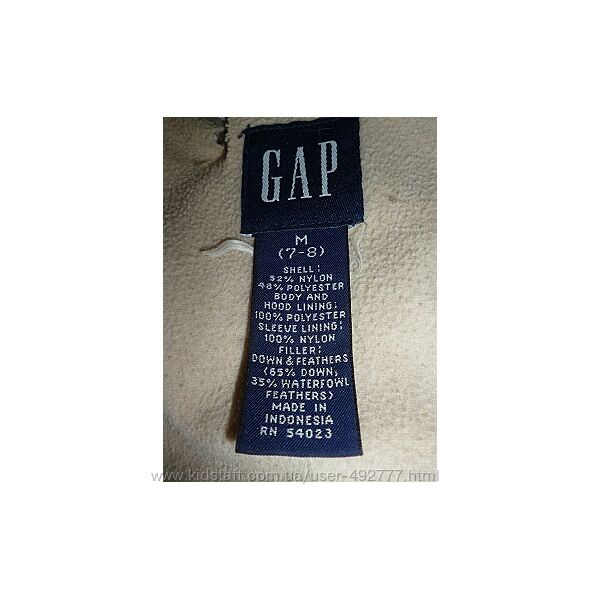 GAP
M
(7-8)
SHELL:
52% NYLON
48% POLYESTER
BODY AND
HOOD LINING:
100% POLYESTER
SLEEVE LINING:
100% NYLON
FILLER:
DOWN & FEATHERS
(65% DOWN,
35% WATERFOWL
FEATHERS)
MADE IN
INDONESIA
RN 54023
www.kidstaff.com.ua/user-492777.html